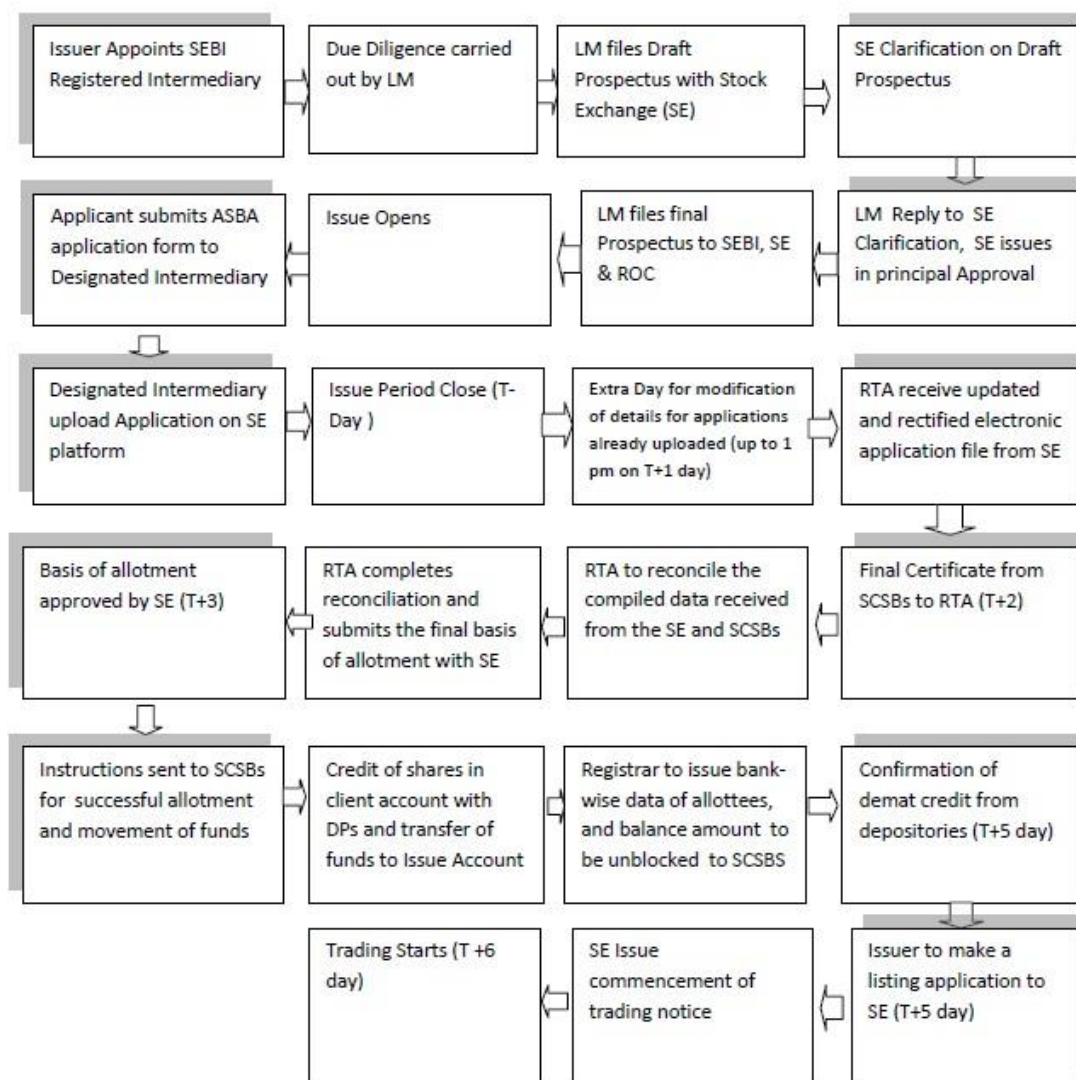 Issuer Appoints SEBI
Registered Intermediary
Due Diligence carried
out by LM
LM files Draft
Prospectus with Stock
Exchange (SE)
SE Clarification on Draft
Prospectus
LM Reply to SE
Clarification, SE issues
in principal Approval
LM files final
Prospectus to SEBI, SE
& ROC
Issue Opens
Applicant submits ASBA
application form to
Designated Intermediary
Designated Intermediary
upload Application on SE
platform
Issue Period Close (T-
Day )
Extra Day for modification
of details for applications
already uploaded (up to 1
pm on T+1 day)
RTA receive updated
and rectified electronic
application file from SE
Final Certificate from
SCSBs to RTA (T+2)
RTA to reconcile the
compiled data received
from the SE and SCSBs
RTA completes
reconciliation and
submits the final basis
of allotment with SE
Basis of allotment
approved by SE (T+3)
Instructions sent to SCSBs
for successful allotment
and movement of funds
Credit of shares in
client account with
DPs and transfer of
funds to Issue Account
Registrar to issue bank-
wise data of allottees,
and balance amount to
be unblocked to SCSBS
Confirmation of
demat credit from
depositories (T+5 day)
Issuer to make a
listing application to
SE (T+5 day)
SE Issue
commencement of
trading notice
Trading Starts (T +6
day)